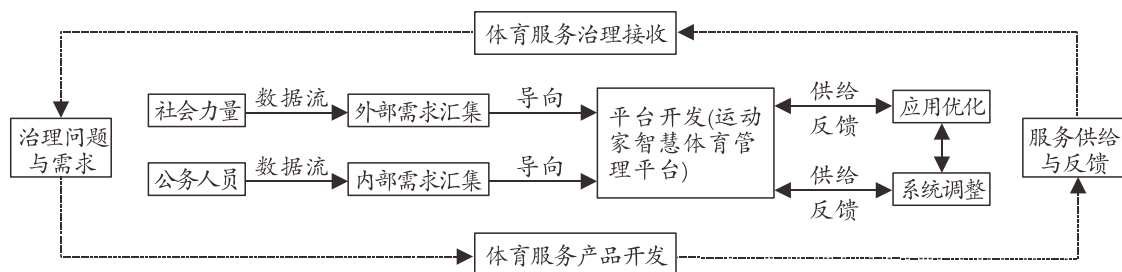 体育服务治理接收
社会力量
数据流
外部需求汇集
导向
平台开发(运动
家智慧体育管
理平台)
供给
反馈
应用优化
治理问题
与需求
服务供给
与反馈
公务人员
数据流
内部需求汇集
导向
供给
反馈
系统调整
体育服务产品开发